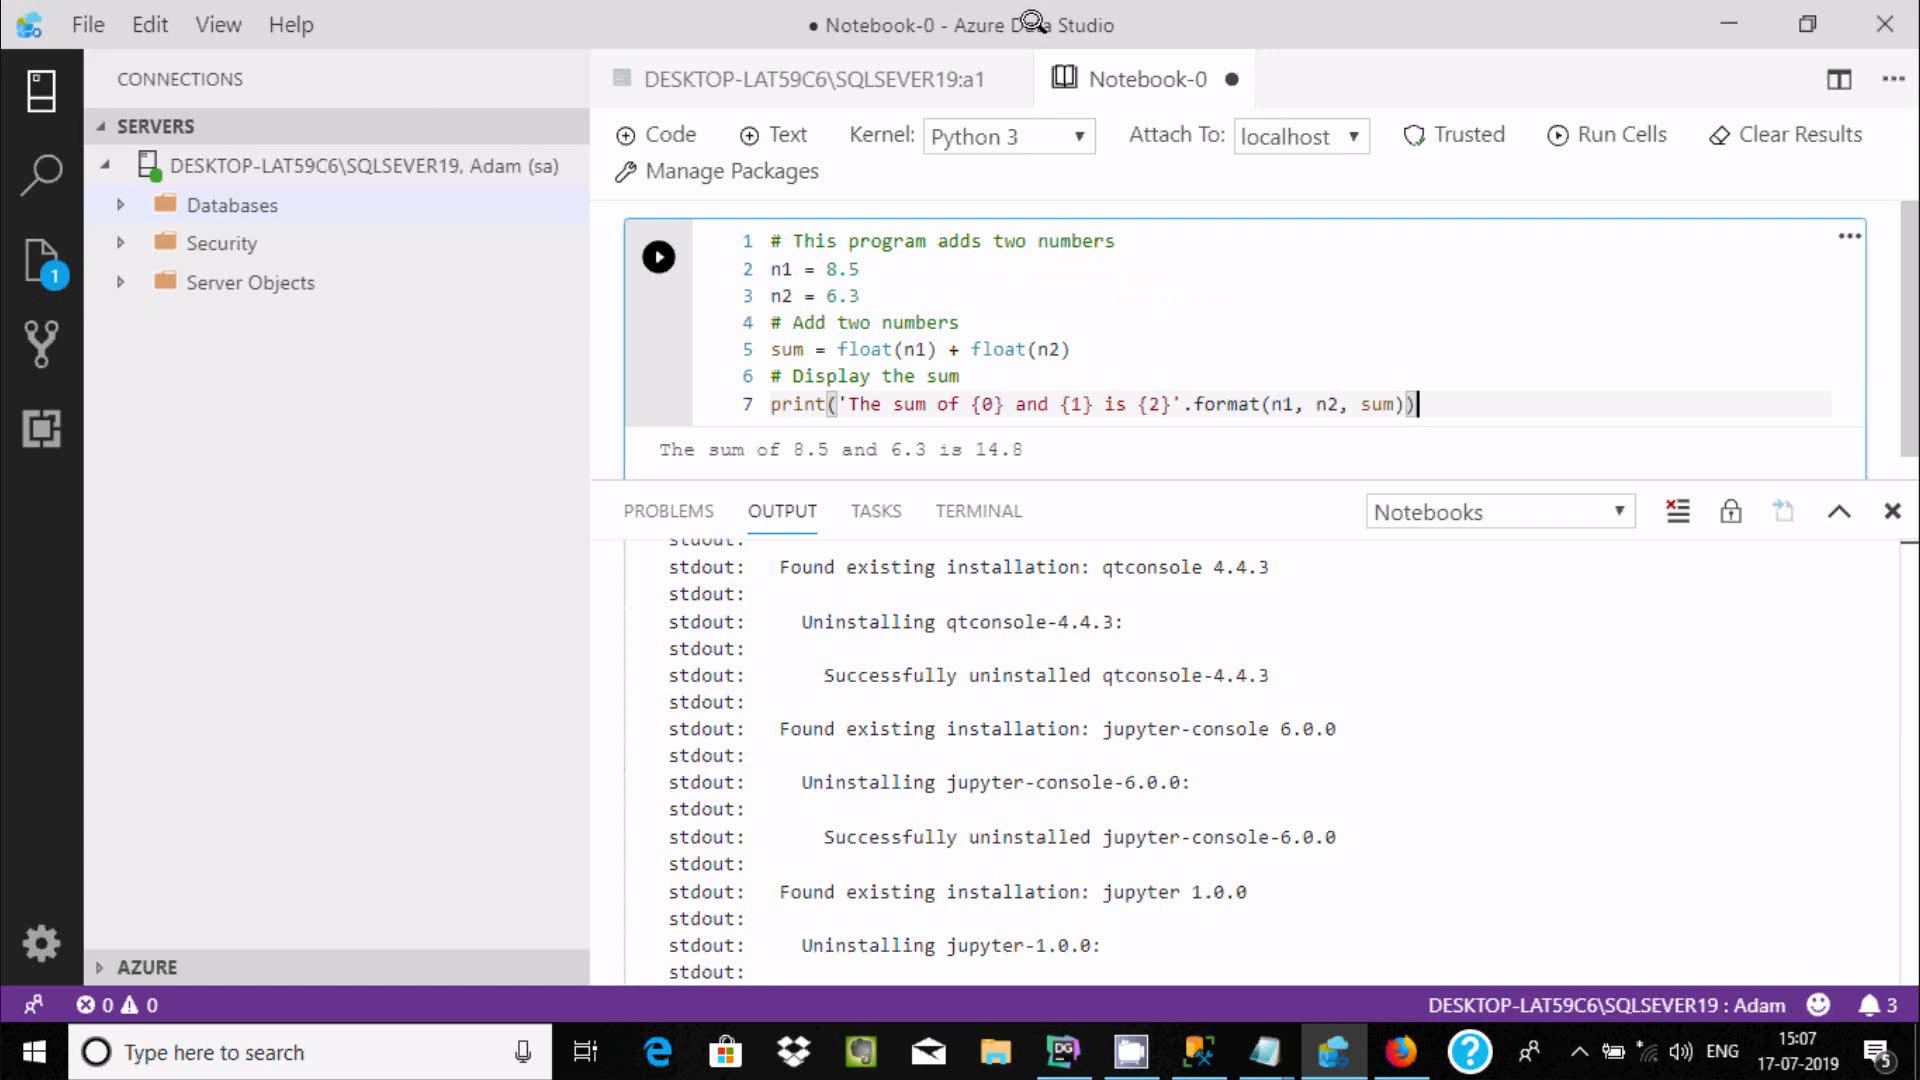 File Edit View Help
● Notebook-0 - Azure Data Studio
CONNECTIONS
SERVERS
DESKTOP-LAT59C6\SQLSEVER19, Adam (sa)
Databases
Security
Server Objects
AZURE
1
DESKTOP-LAT59C6\SQLSEVER19:a1
Notebook-0 ●
Code Text Kernel: Python 3 Attach To: localhost Trusted Run Cells Clear Results
Manage Packages
1 # This program adds two numbers
2 n1 = 8.5
3 n2 = 6.3
4 # Add two numbers
5 sum = float(n1) + float(n2)
6 # Display the sum
7 print('The sum of {0} and {1} is {2}'.format(n1, n2, sum))
The sum of 8.5 and 6.3 is 14.8
PROBLEMS OUTPUT TASKS TERMINAL Notebooks
stdout:
stdout: Found existing installation: qtconsole 4.4.3
stdout:
stdout: Uninstalling qtconsole-4.4.3:
stdout:
stdout: Successfully uninstalled qtconsole-4.4.3
stdout:
stdout: Found existing installation: jupyter-console 6.0.0
stdout:
stdout: Uninstalling jupyter-console-6.0.0:
stdout:
stdout: Successfully uninstalled jupyter-console-6.0.0
stdout:
stdout: Found existing installation: jupyter 1.0.0
stdout:
stdout: Uninstalling jupyter-1.0.0:
stdout:
0 0
DESKTOP-LAT59C6\SQLSEVER19 : Adam 3
Type here to search
DG
ENG
15:07
17-07-2019
5